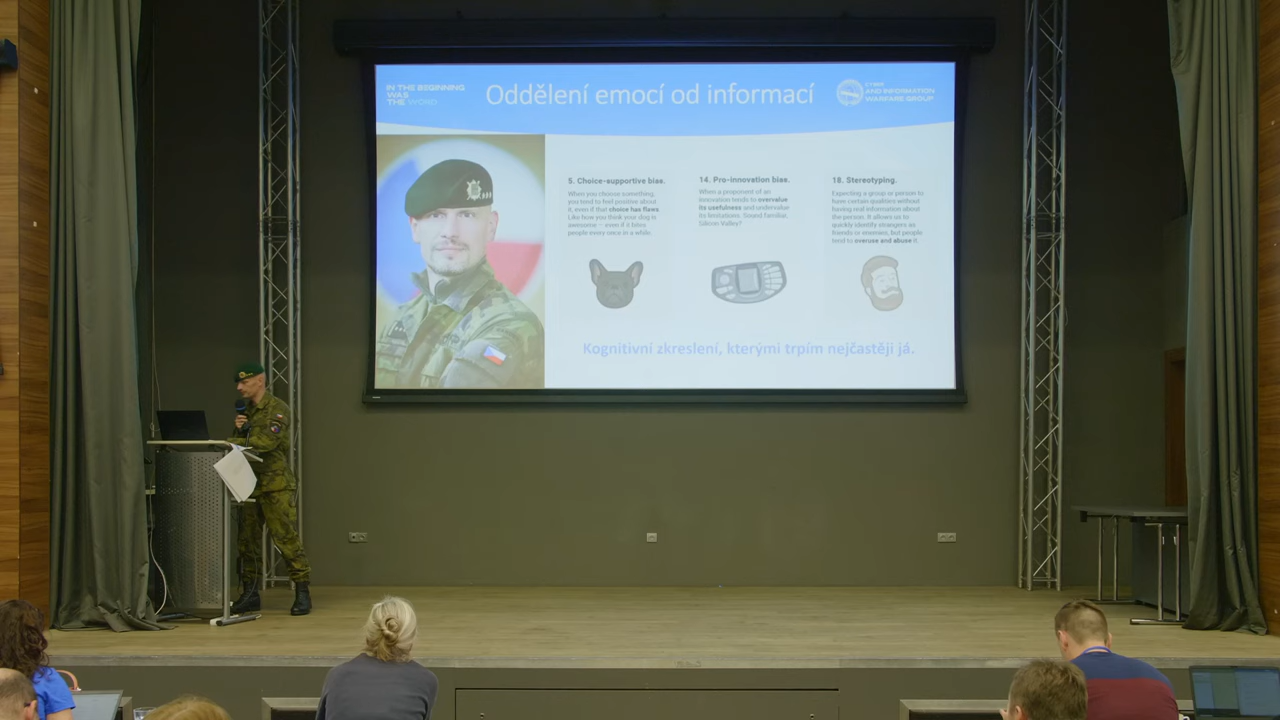 IN THE BEGINNING
WAS
THE WORD
Oddělení emocí od informací
CYBER
AND INFORMATION
WARFARE GROUP
5. Choice-supportive bias.
When you choose something,
you tend to feel positive about
it, even if that choice has flaws.
Like how you think your dog is
awesome – even if it bites
people every once in a while.
14. Pro-innovation bias.
When a proponent of an
innovation tends to overvalue
its usefulness and undervalue
its limitations. Sound familiar,
Silicon Valley?
18. Stereotyping.
Expecting a group or person to
have certain qualities without
having real information about
the person. It allows us to
quickly identify strangers as
friends or enemies, but people
tend to overuse and abuse it.
Kognitivní zkreslení, kterými trpím nejčastěji já.